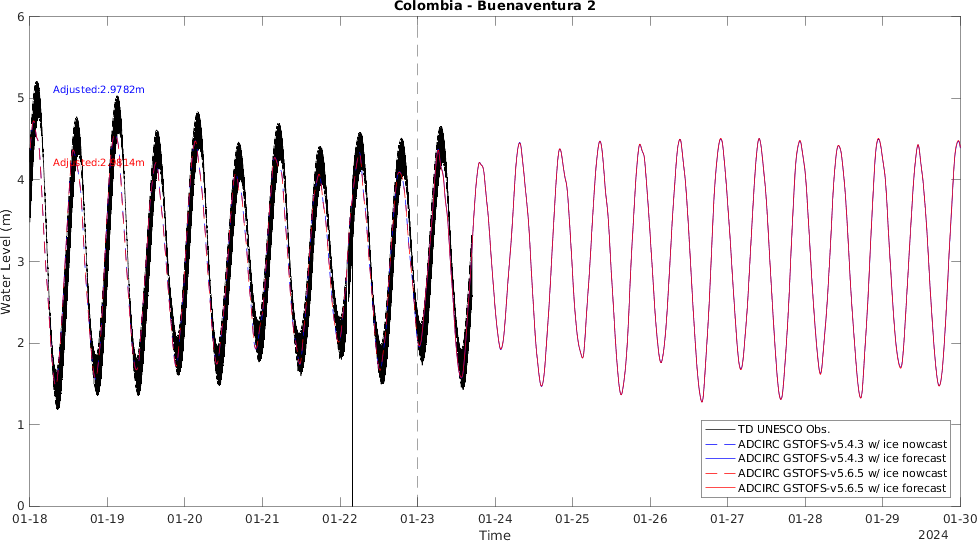 Colombia - Buenaventura 2
Water Level (m)
6
5
4
3
2
1
0
Adjusted:2.9782m
Adjusted:2.9814m
TD UNESCO Obs.
ADCIRC GSTOFS-v5.4.3 w/ ice nowcast
ADCIRC GSTOFS-v5.4.3 w/ ice forecast
ADCIRC GSTOFS-v5.6.5 w/ ice nowcast
ADCIRC GSTOFS-v5.6.5 w/ ice forecast
01-18 01-19 01-20 01-21 01-22 01-23 01-24 01-25 01-26 01-27 01-28 01-29 01-30
Time
2024